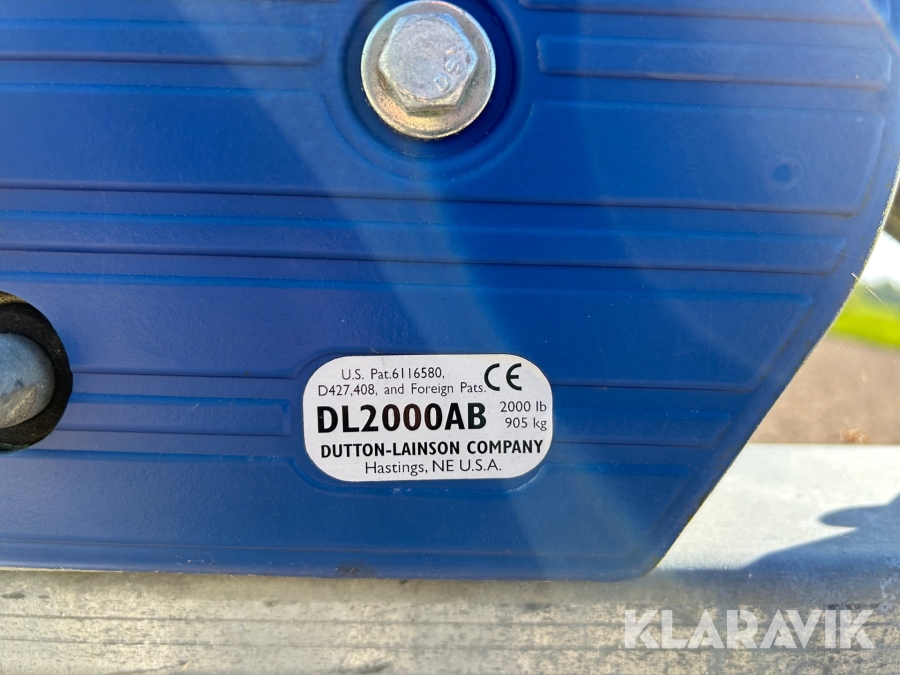 DSI
U.S. Pat.6116580,
D427,408, and Foreign Pats. CE
DL2000AB 2000 lb
905 kg
DUTTON-LAINSON COMPANY
Hastings, NE U.S.A.
KLARAVIK